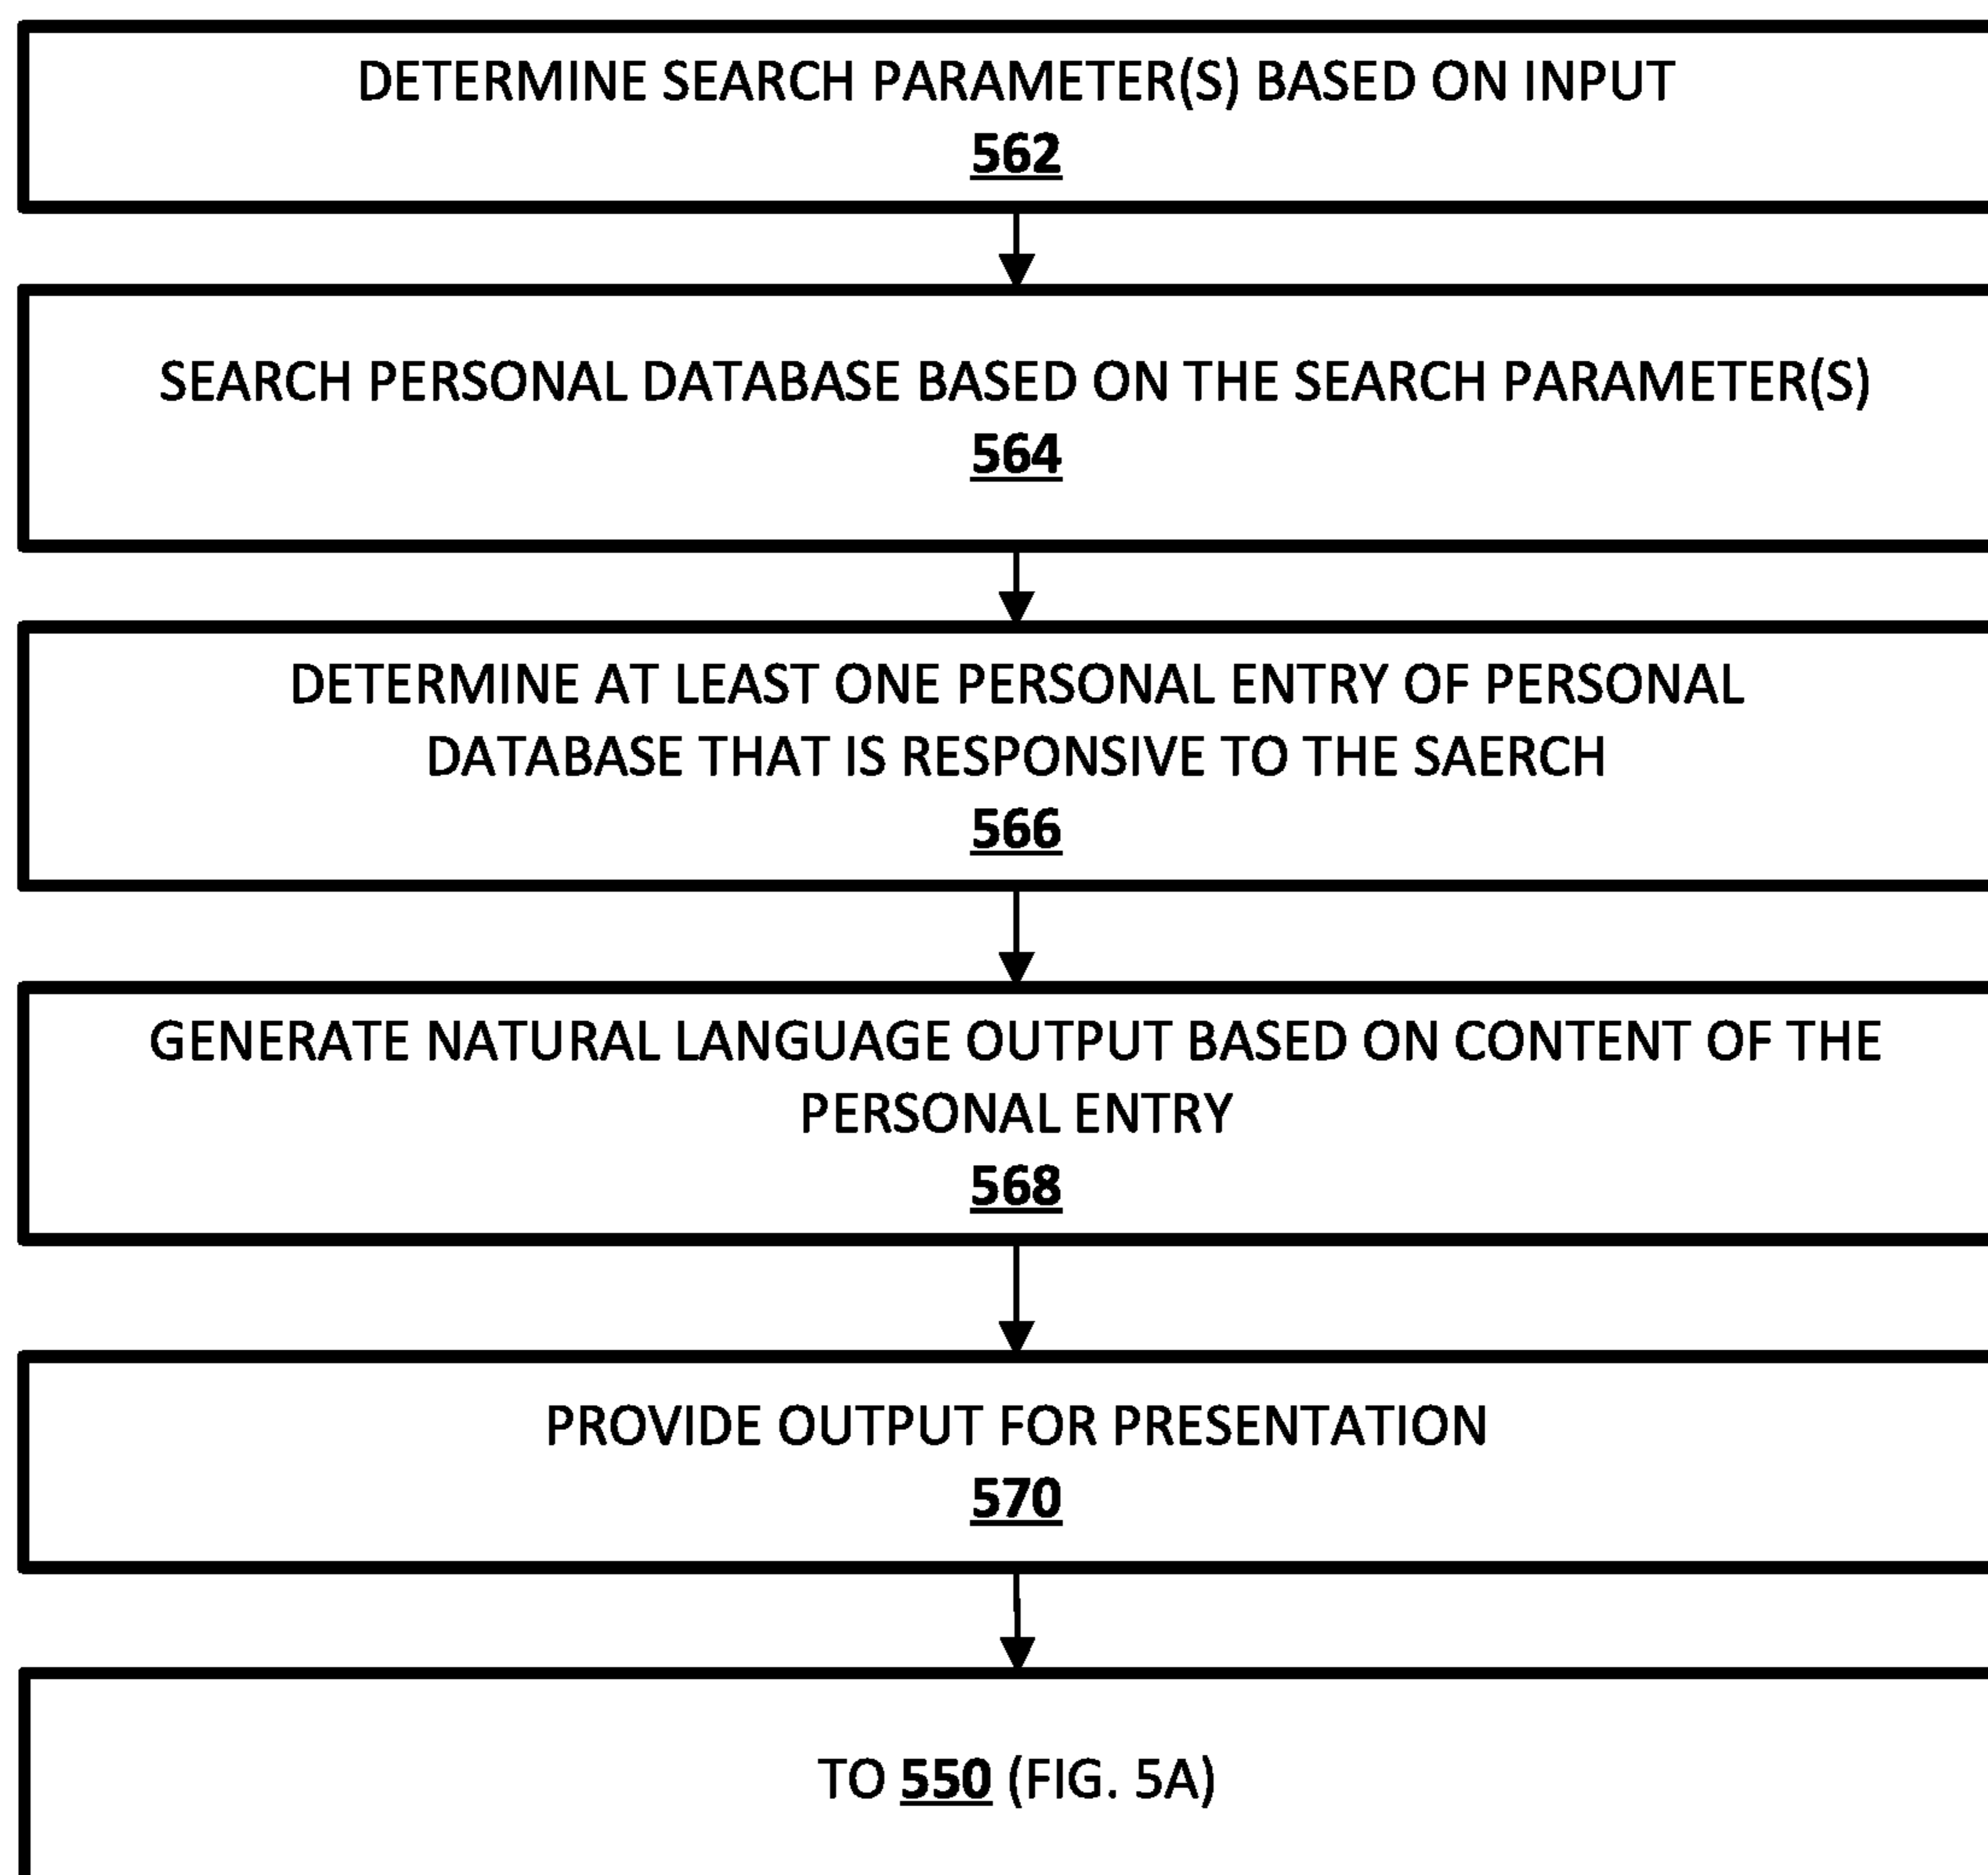 DETERMINE SEARCH PARAMETER(S) BASED ON INPUT
562
SEARCH PERSONAL DATABASE BASED ON THE SEARCH PARAMETER(S)
564
DETERMINE AT LEAST ONE PERSONAL ENTRY OF PERSONAL
DATABASE THAT IS RESPONSIVE TO THE SAERCH
566
GENERATE NATURAL LANGUAGE OUTPUT BASED ON CONTENT OF THE
PERSONAL ENTRY
568
PROVIDE OUTPUT FOR PRESENTATION
570
TO 550 (FIG. 5A)